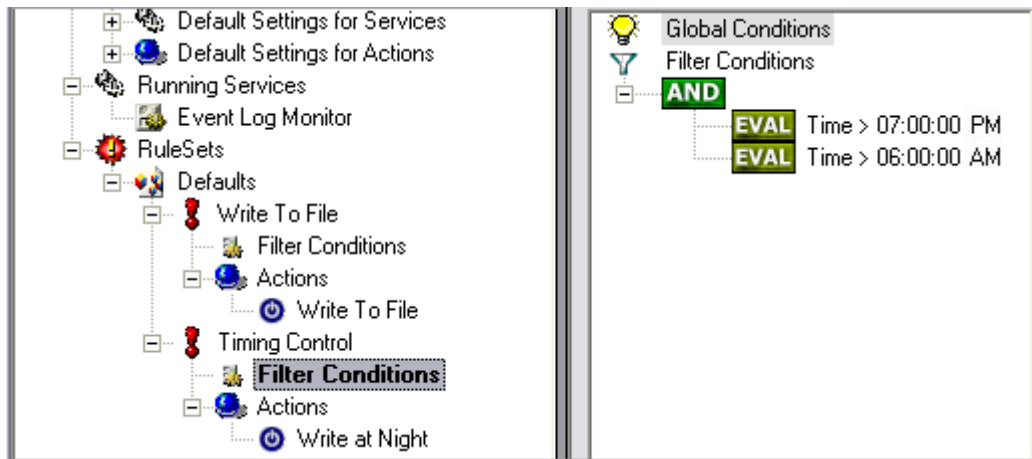 Default Settings for Services
Default Settings for Actions
Running Services
Event Log Monitor
RuleSets
Defaults
Write To File
Filter Conditions
Actions
Write To File
Timing Control
Filter Conditions
Actions
Write at Night
Global Conditions
Filter Conditions
AND
EVAL Time > 07:00:00 PM
EVAL Time > 06:00:00 AM